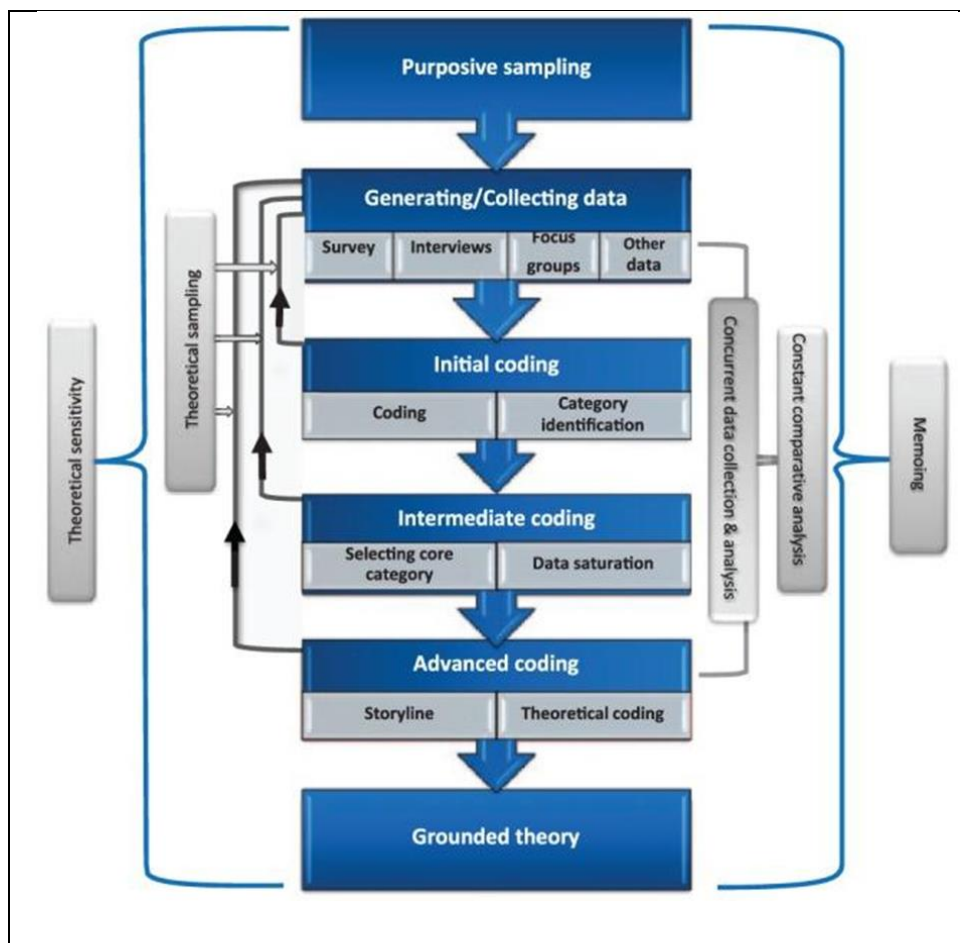 Purposive sampling
Generating/Collecting data
Survey
Interviews
Focus
groups
Other
data
Initial coding
Coding
Category
identification
Intermediate coding
Selecting core
category
Data saturation
Advanced coding
Storyline
Theoretical coding
Grounded theory
Theoretical sensitivity
Theoretical sampling
Concurrent data collection & analysis
Constant comparative analysis
Memoing